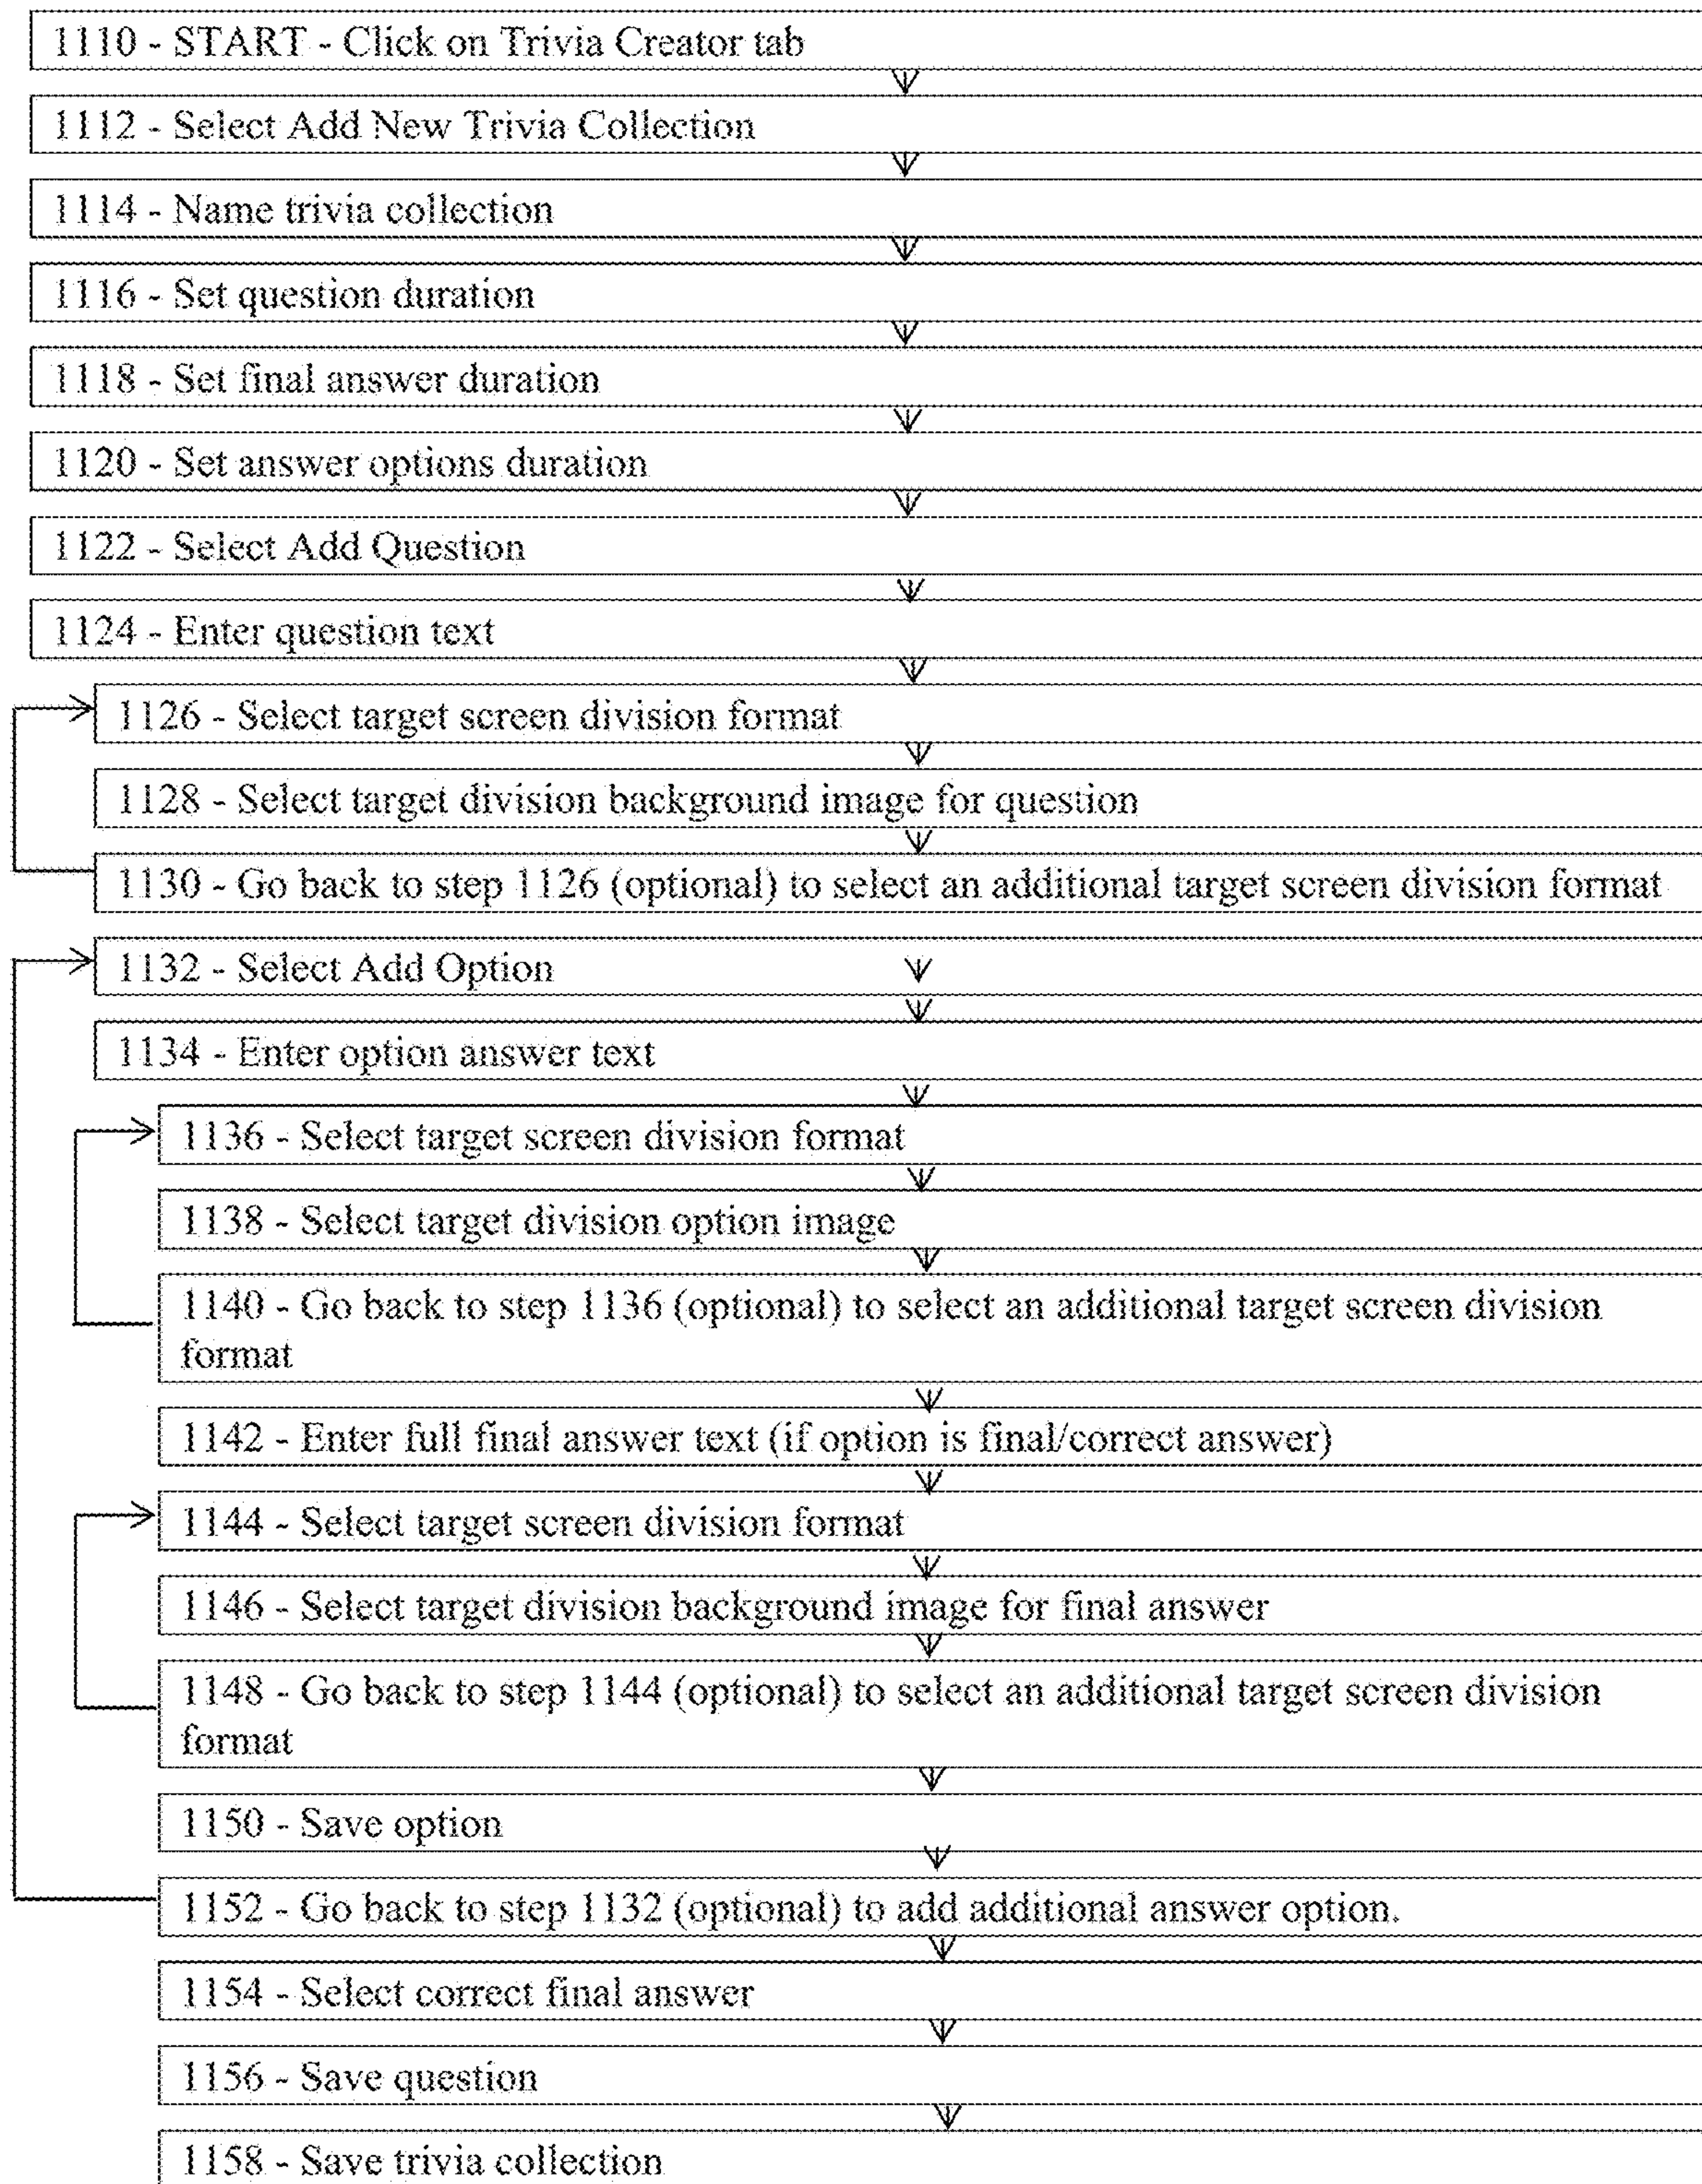 1110 - START - Click on Trivia Creator tab
1112 - Select Add New Trivia Collection
1114 - Name trivia collection
1116 - Set question duration
1118 - Set final answer duration
1120 - Set answer options duration
1122 - Select Add Question
1124 - Enter question text
1126 - Select target screen division format
1128 - Select target division background image for question
1130 - Go back to step 1126 (optional) to select an additional target screen division format
1132 - Select Add Option
1134 - Enter option answer text
1136 - Select target screen division format
1138 - Select target division option image
1140 - Go back to step 1136 (optional) to select an additional target screen division
format
1142 - Enter full final answer text (if option is final/correct answer)
1144 - Select target screen division format
1146 - Select target division background image for final answer
1148 - Go back to step 1144 (optional) to select an additional target screen division
format
1150 - Save option
1152 - Go back to step 1132 (optional) to add additional answer option.
1154 - Select correct final answer
1156 - Save question
1158 - Save trivia collection